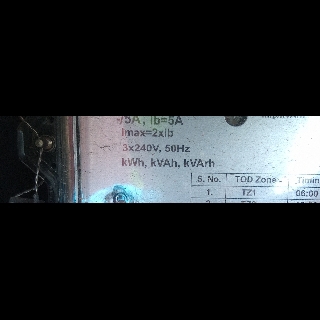 -/5A, Ib=5A
Imax=2xIb
3x240V, 50Hz
kWh, kVAh, kVArh
S. No. TOD Zone
1. TZ1 06:00